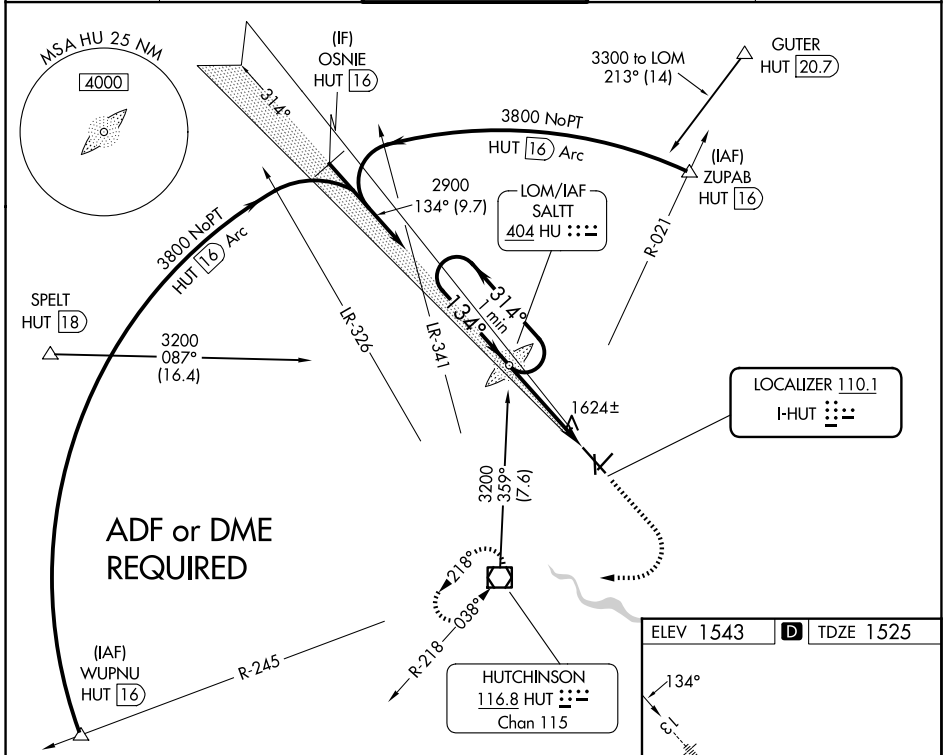 MSA HU 25 NM
4000
314°
(IF)
OSNIE
HUT 16
3300 to LOM
213° (14)
GUTER
HUT 20.7
3800 NoPT
HUT 16 Arc
(IAF)
ZUPAB
HUT 16
R-021
2900
134° (9.7)
LOM/IAF
SALTT
404 HU
3800 NoPT
HUT 16 Arc
SPELT
HUT 18
3200
087°
(16.4)
LR-326
LR-341
314°
1 min
134°
1624±
LOCALIZER 110.1
I-HUT
3200
359°
(7.6)
ADF or DME
REQUIRED
218°
038°
R-218
(IAF)
WUPNU
HUT 16
R-245
HUTCHINSON
116.8 HUT
Chan 115
ELEV 1543
D
TDZE 1525
134°
13